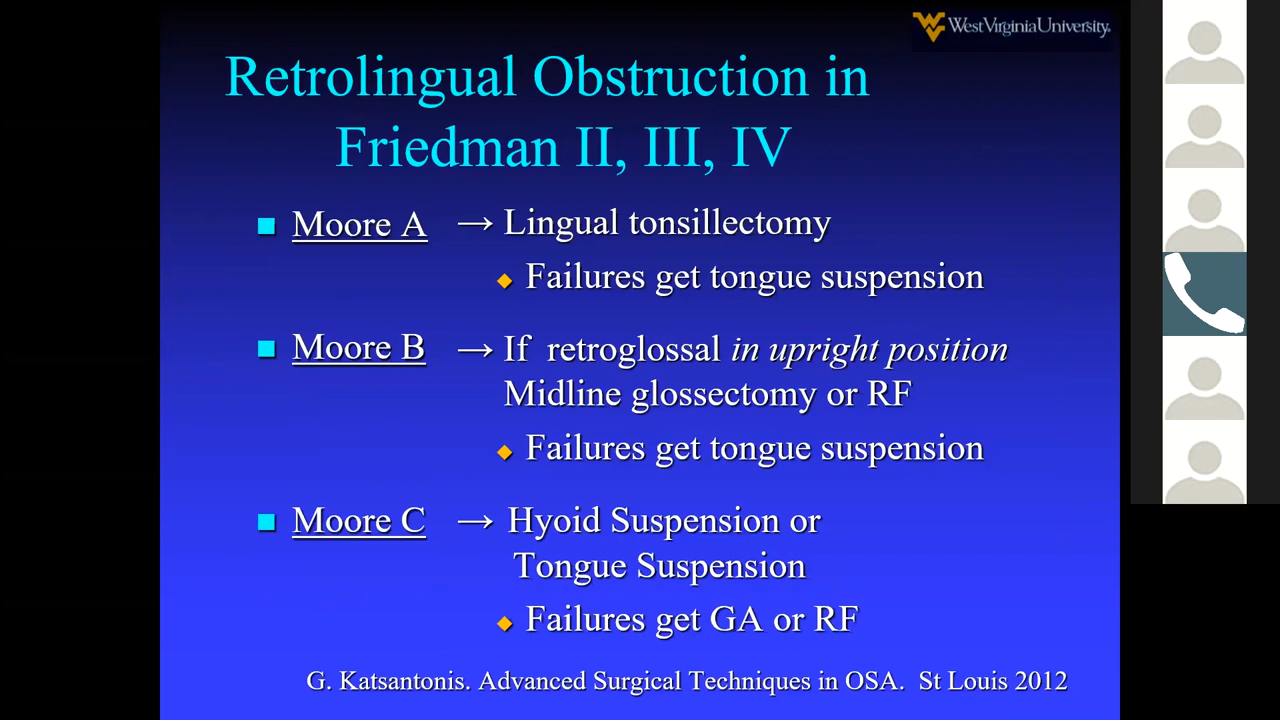 West Virginia University.
Retrolingual Obstruction in
Friedman II, III, IV
Moore A → Lingual tonsillectomy
Failures get tongue suspension
Moore B → If retroglossal in upright position
Midline glossectomy or RF
Failures get tongue suspension
Moore C → Hyoid Suspension or
Tongue Suspension
Failures get GA or RF
G. Katsantonis. Advanced Surgical Techniques in OSA. St Louis 2012